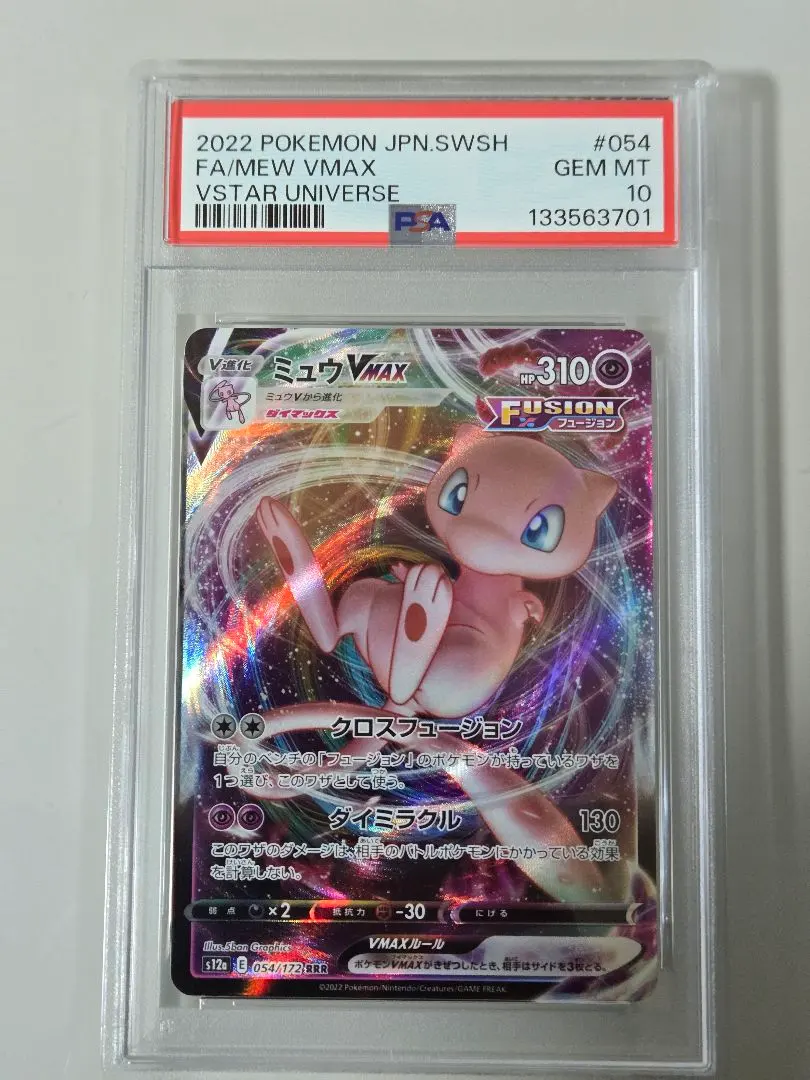 2022 POKEMON JPN.SWSH #054
FA/MEW VMAX GEM MT
VSTAR UNIVERSE 10
PSA 133563701
V進化 ミュウVMAX HP310
ミュウVから進化
ダイマックス
FUSION
フュージョン
クロスフュージョン
自分のベンチの「フュージョン」のポケモンが持っているワザを
1つ選び、このワザとして使う。
ダイミラクル 130
このワザのダメージは、相手のバトルポケモンにかかっている効果
を計算しない。
弱点 ×2 抵抗力 -30 にげる
Illus. 5ban Graphics
VMAXルール
s12a E 054/172 RRR
ポケモンVMAXがきぜつしたとき、相手はサイドを3枚とる。
©2022 Pokémon/Nintendo/Creatures/GAME FREAK.